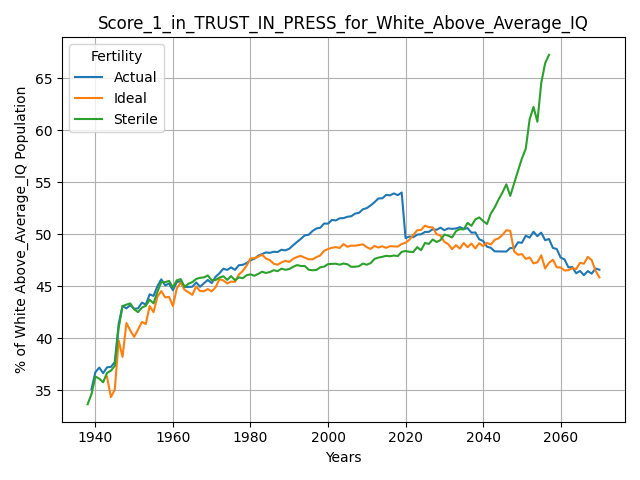 Score_1_in_TRUST_IN_PRESS_for_White_Above_Average_IQ
Fertility
Actual
Ideal
Sterile
% of White Above_Average_IQ Population
65
60
55
50
45
40
35
1940 1960 1980 2000 2020 2040 2060
Years